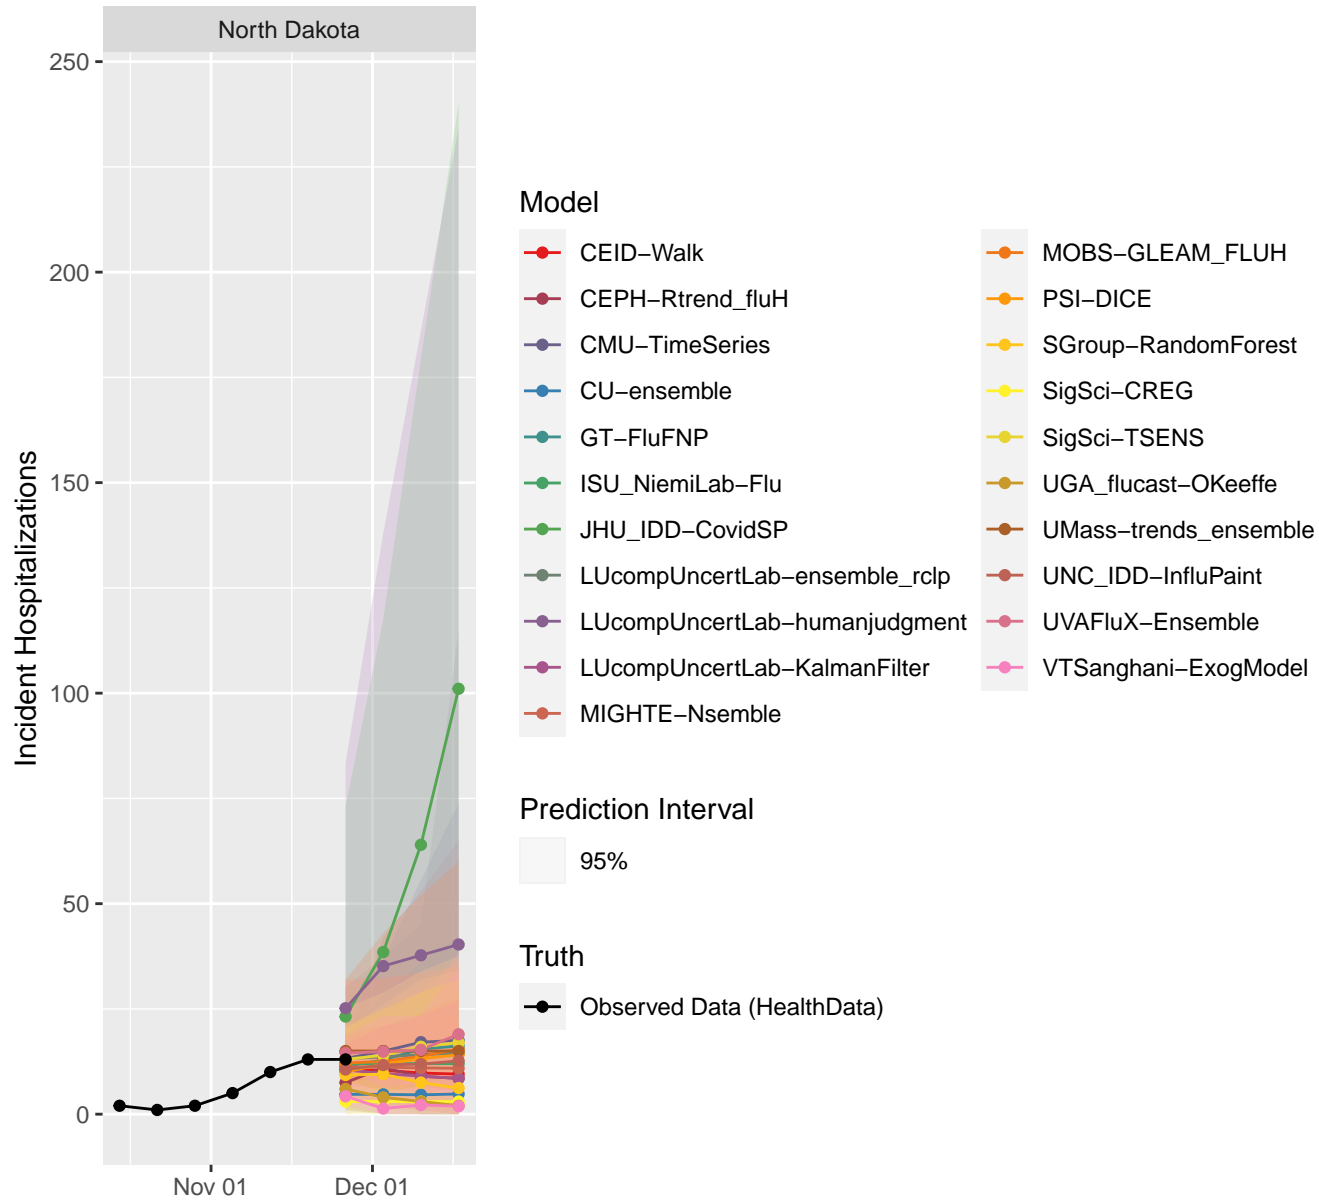 North Dakota
250
200
150
100
50
0
Incident Hospitalizations
Nov 01
Dec 01
Model
CEID−Walk
CEPH−Rtrend_fluH
CMU−TimeSeries
CU−ensemble
GT−FluFNP
ISU_NiemiLab−Flu
JHU_IDD−CovidSP
LUcompUncertLab−ensemble_rclp
LUcompUncertLab−humanjudgment
LUcompUncertLab−KalmanFilter
MIGHTE−Nsemble
MOBS−GLEAM_FLUH
PSI−DICE
SGroup−RandomForest
SigSci−CREG
SigSci−TSENS
UGA_flucast−OKeeffe
UMass−trends_ensemble
UNC_IDD−InfluPaint
UVAFluX−Ensemble
VTSanghani−ExogModel
Prediction Interval
95%
Truth
Observed Data (HealthData)